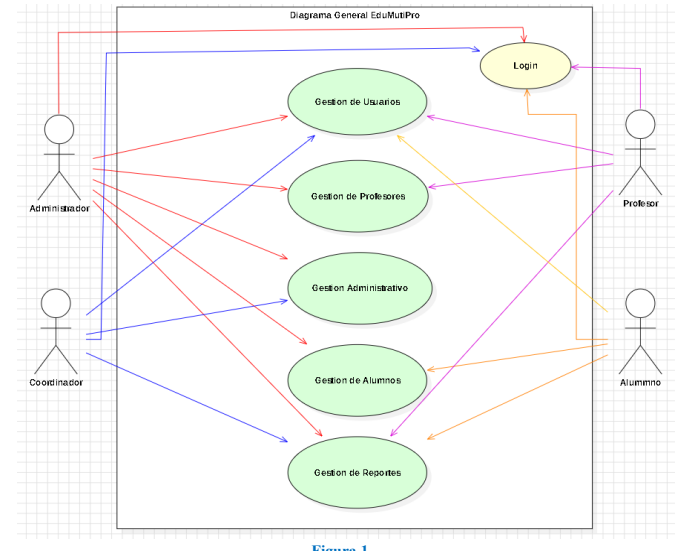 Diagrama General EduMutiPro
Login
Gestion de Usuarios
Gestion de Profesores
Administrador
Profesor
Gestion Administrativo
Gestion de Alumnos
Coordinador
Alummno
Gestion de Reportes
Figura 1